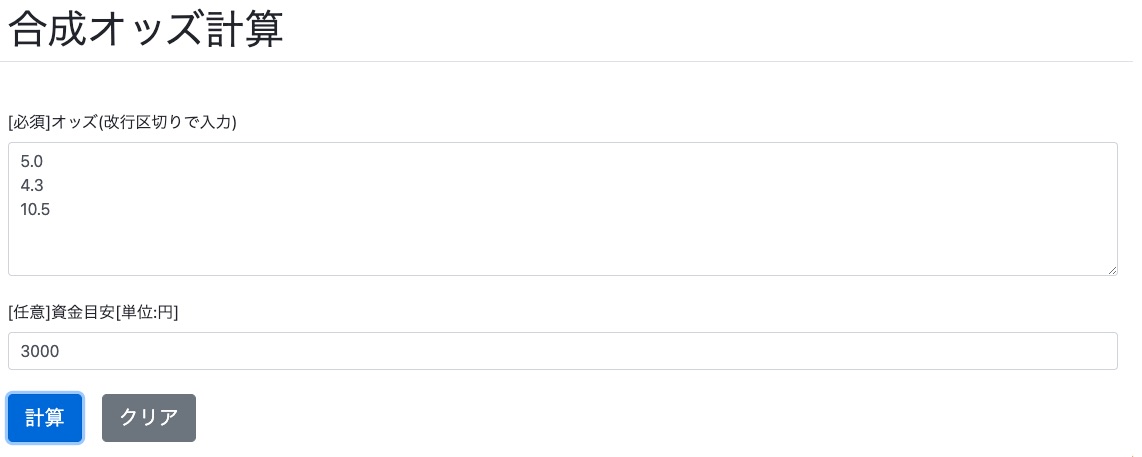 合成オッズ計算
[必須]オッズ(改行区切りで入力)
5.0
4.3
10.5
[任意]資金目安[単位:円]
3000
計算 クリア